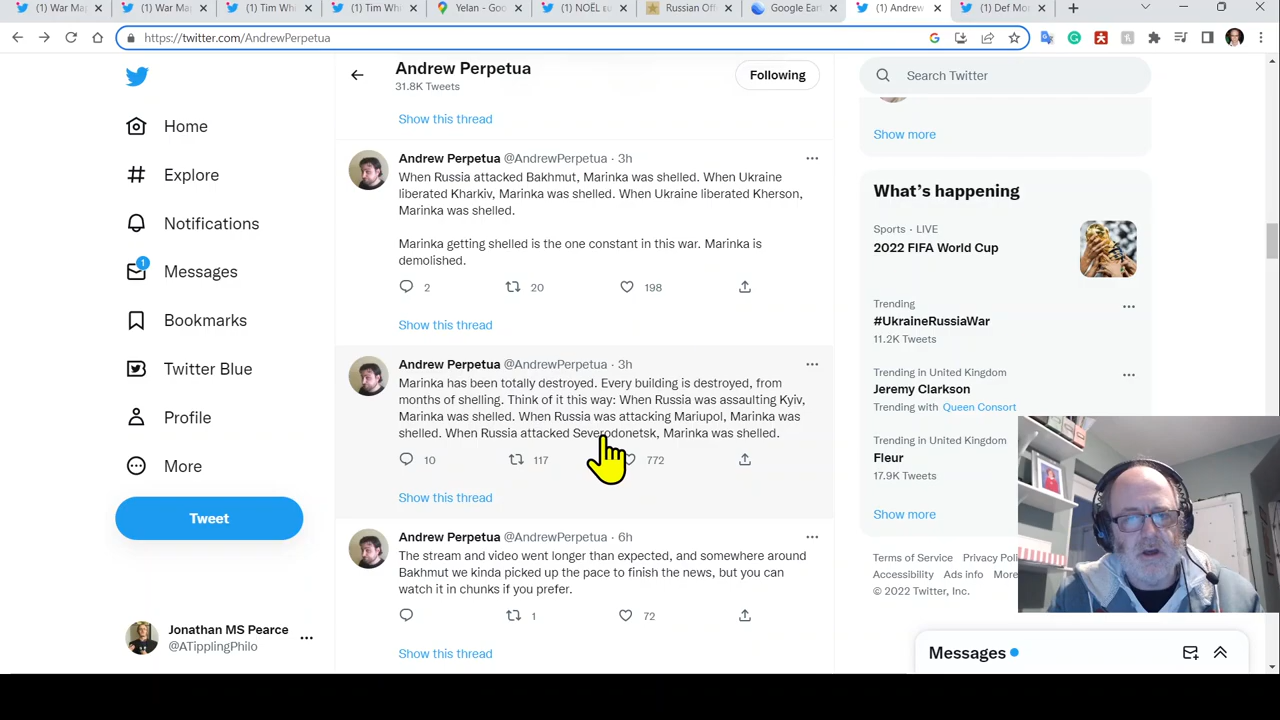 (1) War Ma
(1) War Ma
(1) Tim Whi
(1) Tim Whi
Yelan - Goo
(1) NOËL
Russian Off
Google Eart
(1) Andrew
(1) Def Mo
https://twitter.com/AndrewPerpetua
Home
Explore
Notifications
1
Messages
Bookmarks
Twitter Blue
Profile
More
Tweet
Jonathan MS Pearce
@ATipplingPhilo
Andrew Perpetua
31.8K Tweets
Following
Show this thread
Andrew Perpetua @AndrewPerpetua · 3h
When Russia attacked Bakhmut, Marinka was shelled. When Ukraine
liberated Kharkiv, Marinka was shelled. When Ukraine liberated Kherson,
Marinka was shelled.
Marinka getting shelled is the one constant in this war. Marinka is
demolished.
2 20 198
Show this thread
Andrew Perpetua @AndrewPerpetua · 3h
Marinka has been totally destroyed. Every building is destroyed, from
months of shelling. Think of it this way: When Russia was assaulting Kyiv,
Marinka was shelled. When Russia was attacking Mariupol, Marinka was
shelled. When Russia attacked Severodonetsk, Marinka was shelled.
10 117 772
Show this thread
Andrew Perpetua @AndrewPerpetua · 6h
The stream and video went longer than expected, and somewhere around
Bakhmut we kinda picked up the pace to finish the news, but you can
watch it in chunks if you prefer.
1 72
Show this thread
Search Twitter
Show more
What's happening
Sports · LIVE
2022 FIFA World Cup
Trending
#UkraineRussiaWar
11.2K Tweets
Trending in United Kingdom
Jeremy Clarkson
Trending with Queen Consort
Trending in United Kingdom
Fleur
17.9K Tweets
Show more
Terms of Service Privacy Poli
Accessibility Ads info More
© 2022 Twitter, Inc.
Messages